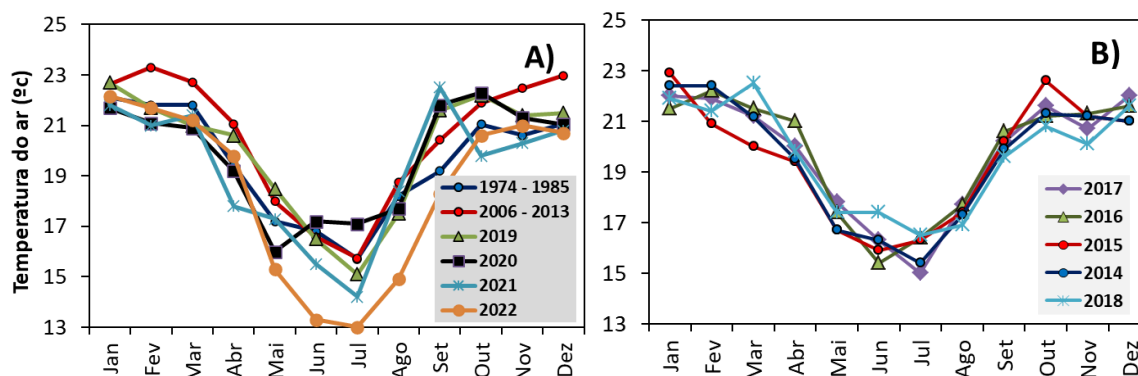 Temperatura do ar (ºc)
25
23
21
19
17
15
13
A)
1974 - 1985
2006 - 2013
2019
2020
2021
2022
Jan
Fev
Mar
Abr
Mai
Jun
Jul
Ago
Set
Out
Nov
Dez
25
23
21
19
17
15
13
B)
2017
2016
2015
2014
2018
Jan
Fev
Mar
Abr
Mai
Jun
Jul
Ago
Set
Out
Nov
Dez